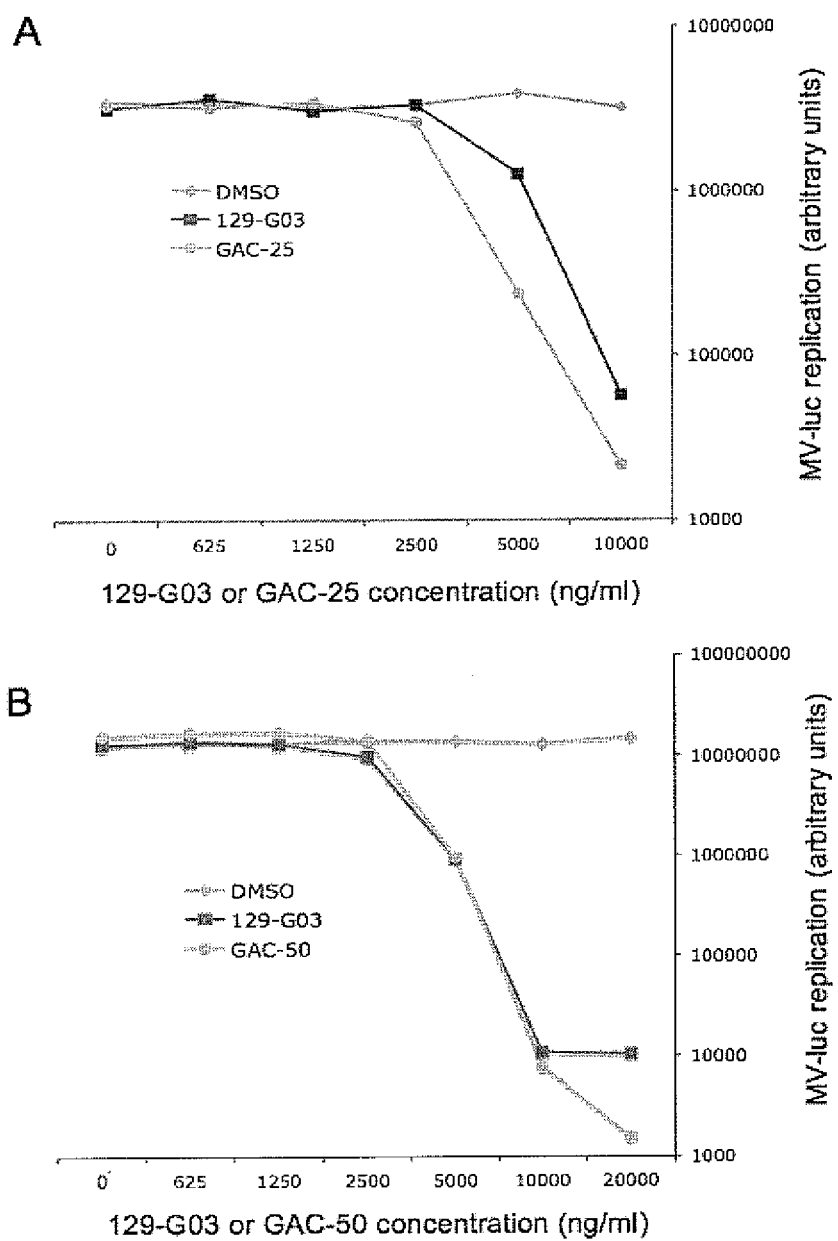 A
10000000
1000000
100000
10000
MV-luc replication (arbitrary units)
DMSO
129-G03
GAC-25
0 625 1250 2500 5000 10000
129-G03 or GAC-25 concentration (ng/ml)
B
100000000
10000000
1000000
100000
10000
1000
MV-luc replication (arbitrary units)
DMSO
129-G03
GAC-50
0 625 1250 2500 5000 10000 20000
129-G03 or GAC-50 concentration (ng/ml)